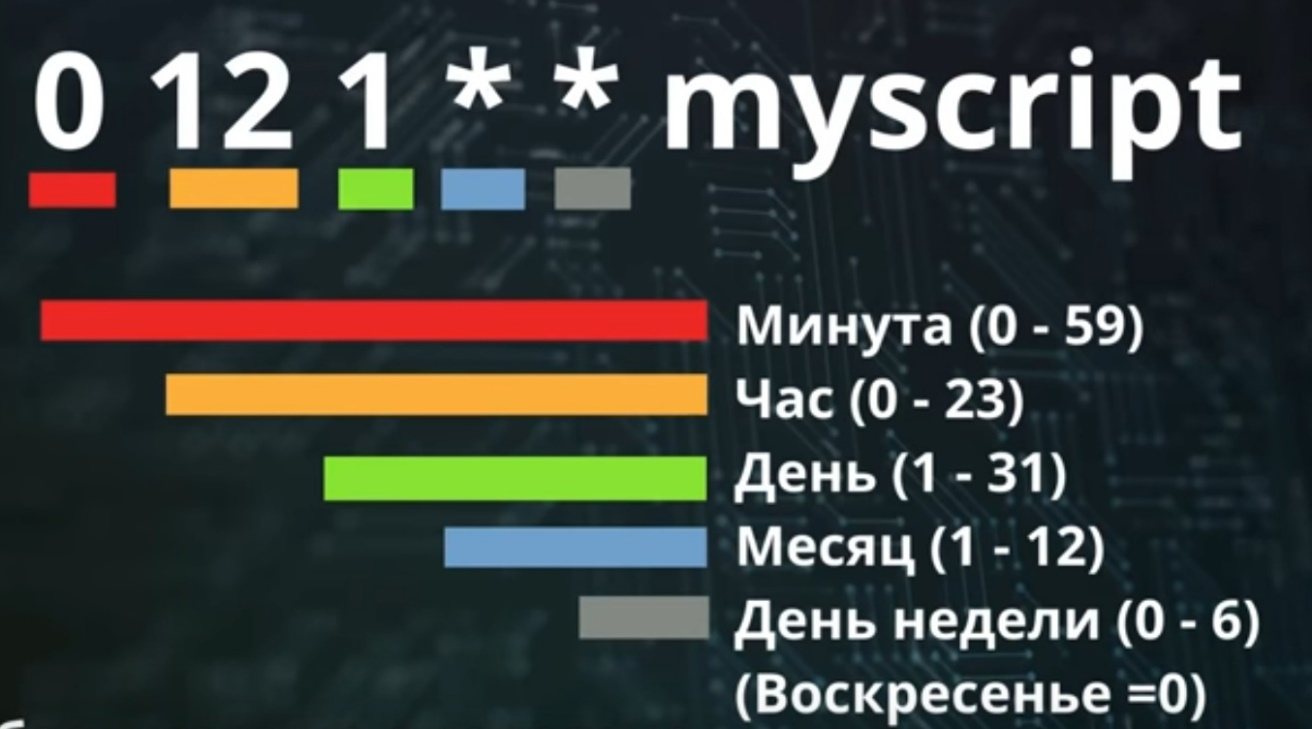 0 12 1 * * myscript
Минута (0 - 59)
Час (0 - 23)
День (1 - 31)
Месяц (1 - 12)
День недели (0 - 6)
(Воскресенье =0)